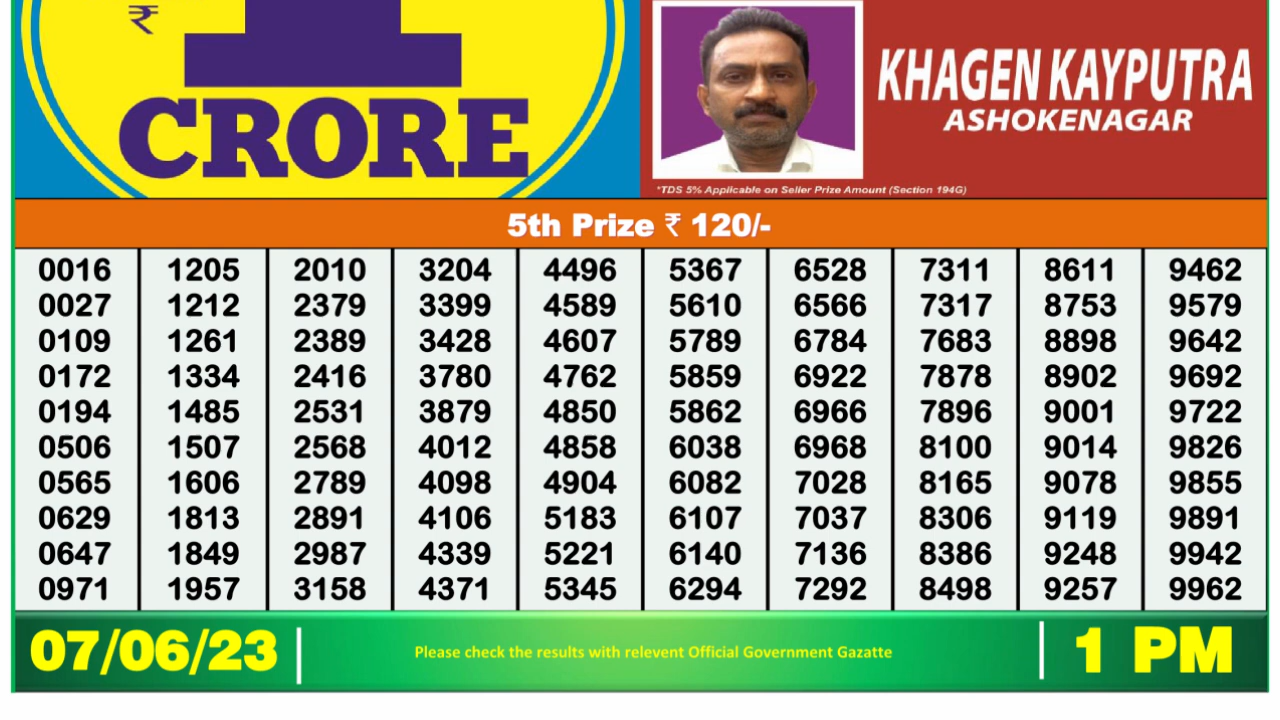 ₹
1
CRORE
KHAGEN KAYPUTRA
ASHOKENAGAR
*TDS 5% Applicable on Seller Prize Amount (Section 194G)
5th Prize ₹ 120/-
0016 1205 2010 3204 4496 5367 6528 7311 8611 9462
0027 1212 2379 3399 4589 5610 6566 7317 8753 9579
0109 1261 2389 3428 4607 5789 6784 7683 8898 9642
0172 1334 2416 3780 4762 5859 6922 7878 8902 9692
0194 1485 2531 3879 4850 5862 6966 7896 9001 9722
0506 1507 2568 4012 4858 6038 6968 8100 9014 9826
0565 1606 2789 4098 4904 6082 7028 8165 9078 9855
0629 1813 2891 4106 5183 6107 7037 8306 9119 9891
0647 1849 2987 4339 5221 6140 7136 8386 9248 9942
0971 1957 3158 4371 5345 6294 7292 8498 9257 9962
07/06/23
Please check the results with relevent Official Government Gazatte
1 PM